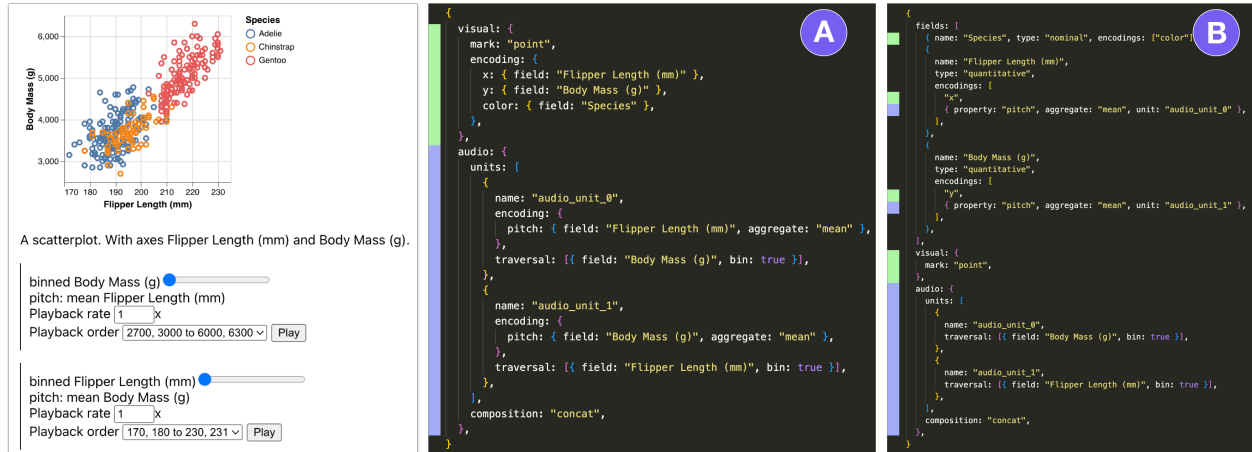 Species
Adelie
Chinstrap
Gentoo
6,000
5,000
4,000
3,000
Body Mass (g)
170 180 190 200 210 220 230
Flipper Length (mm)
A scatterplot. With axes Flipper Length (mm) and Body Mass (g).
binned Body Mass (g)
pitch: mean Flipper Length (mm)
Playback rate 1 x
Playback order 2700, 3000 to 6000, 6300 Play
binned Flipper Length (mm)
pitch: mean Body Mass (g)
Playback rate 1 x
Playback order 170, 180 to 230, 231 Play
A
{
visual: {
mark: "point",
encoding: {
x: { field: "Flipper Length (mm)" },
y: { field: "Body Mass (g)" },
color: { field: "Species" },
},
},
audio: {
units: [
{
name: "audio_unit_0",
encoding: {
pitch: { field: "Flipper Length (mm)", aggregate: "mean" },
},
traversal: [{ field: "Body Mass (g)", bin: true }],
},
{
name: "audio_unit_1",
encoding: {
pitch: { field: "Body Mass (g)", aggregate: "mean" },
},
traversal: [{ field: "Flipper Length (mm)", bin: true }],
},
],
composition: "concat",
},
}
B
{
fields: [
{ name: "Species", type: "nominal", encodings: ["color"]
{
name: "Flipper Length (mm)",
type: "quantitative",
encodings: [
"x",
{ property: "pitch", aggregate: "mean", unit: "audio_unit_0" },
],
},
{
name: "Body Mass (g)",
type: "quantitative",
encodings: [
"y",
{ property: "pitch", aggregate: "mean", unit: "audio_unit_1" },
],
},
],
visual: {
mark: "point",
},
audio: {
units: [
{
name: "audio_unit_0",
traversal: [{ field: "Body Mass (g)", bin: true }],
},
{
name: "audio_unit_1",
traversal: [{ field: "Flipper Length (mm)", bin: true }],
},
],
composition: "concat",
},
}